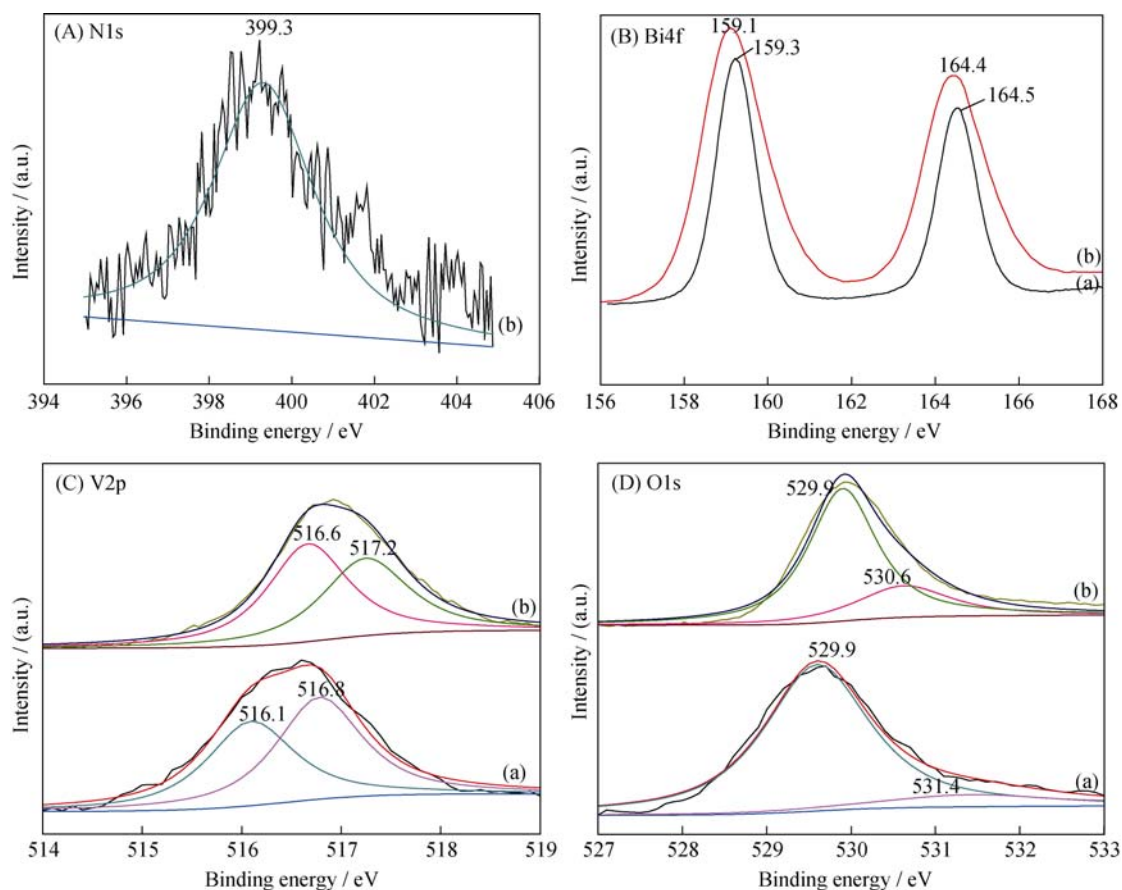 (A) N1s
399.3
(b)
Intensity / (a.u.)
394 396 398 400 402 404 406
Binding energy / eV
(B) Bi4f
159.1
159.3
164.4
164.5
(b)
(a)
Intensity / (a.u.)
156 158 160 162 164 166 168
Binding energy / eV
(C) V2p
516.6
517.2
(b)
516.8
516.1
(a)
Intensity / (a.u.)
514 515 516 517 518 519
Binding energy / eV
(D) O1s
529.9
530.6
(b)
529.9
531.4
(a)
Intensity / (a.u.)
527 528 529 530 531 532 533
Binding energy / eV